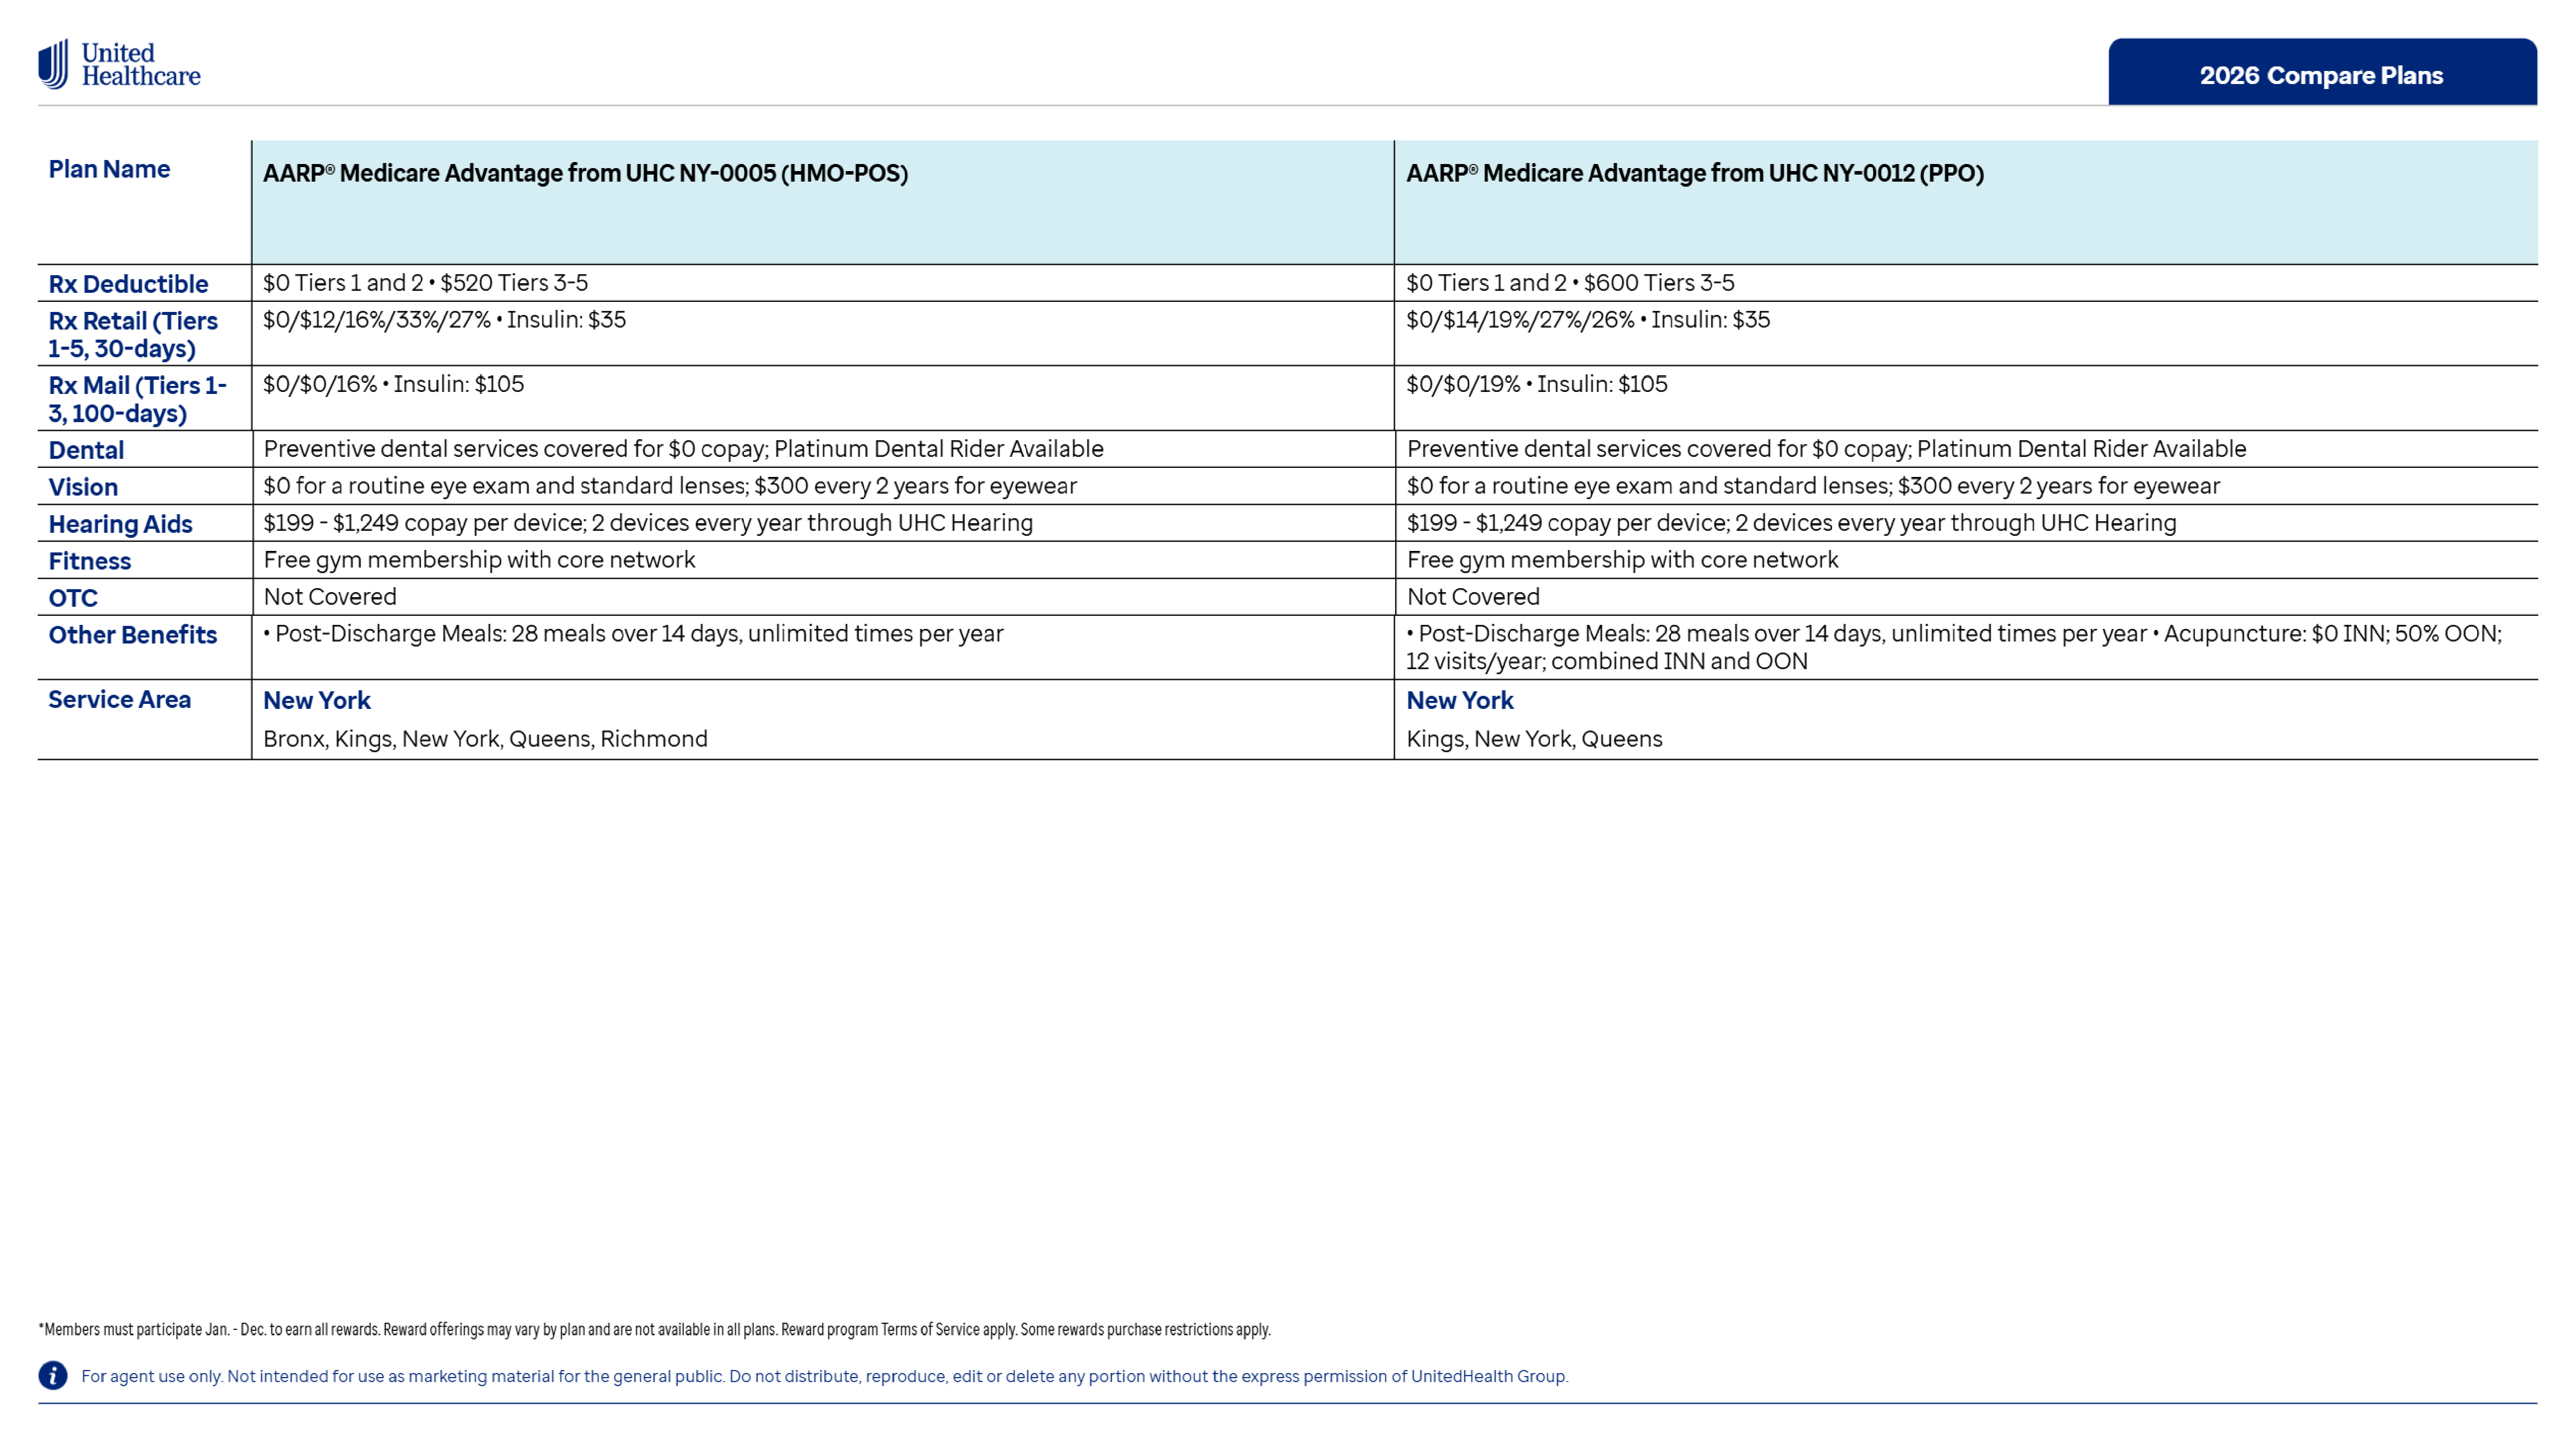 United
Healthcare
2026 Compare Plans
Plan Name
AARP® Medicare Advantage from UHC NY-0005 (HMO-POS)
AARP® Medicare Advantage from UHC NY-0012 (PPO)
Rx Deductible
$0 Tiers 1 and 2 • $520 Tiers 3-5
$0 Tiers 1 and 2 • $600 Tiers 3-5
Rx Retail (Tiers
1-5, 30-days)
$0/$12/16%/33%/27% • Insulin: $35
$0/$14/19%/27%/26% • Insulin: $35
Rx Mail (Tiers 1-
3, 100-days)
$0/$0/16% • Insulin: $105
$0/$0/19% • Insulin: $105
Dental
Preventive dental services covered for $0 copay; Platinum Dental Rider Available
Preventive dental services covered for $0 copay; Platinum Dental Rider Available
Vision
$0 for a routine eye exam and standard lenses; $300 every 2 years for eyewear
$0 for a routine eye exam and standard lenses; $300 every 2 years for eyewear
Hearing Aids
$199 - $1,249 copay per device; 2 devices every year through UHC Hearing
$199 - $1,249 copay per device; 2 devices every year through UHC Hearing
Fitness
Free gym membership with core network
Free gym membership with core network
OTC
Not Covered
Not Covered
Other Benefits
• Post-Discharge Meals: 28 meals over 14 days, unlimited times per year
• Post-Discharge Meals: 28 meals over 14 days, unlimited times per year • Acupuncture: $0 INN; 50% OON;
12 visits/year; combined INN and OON
Service Area
New York
Bronx, Kings, New York, Queens, Richmond
New York
Kings, New York, Queens
*Members must participate Jan. - Dec. to earn all rewards. Reward offerings may vary by plan and are not available in all plans. Reward program Terms of Service apply. Some rewards purchase restrictions apply.
i For agent use only. Not intended for use as marketing material for the general public. Do not distribute, reproduce, edit or delete any portion without the express permission of UnitedHealth Group.